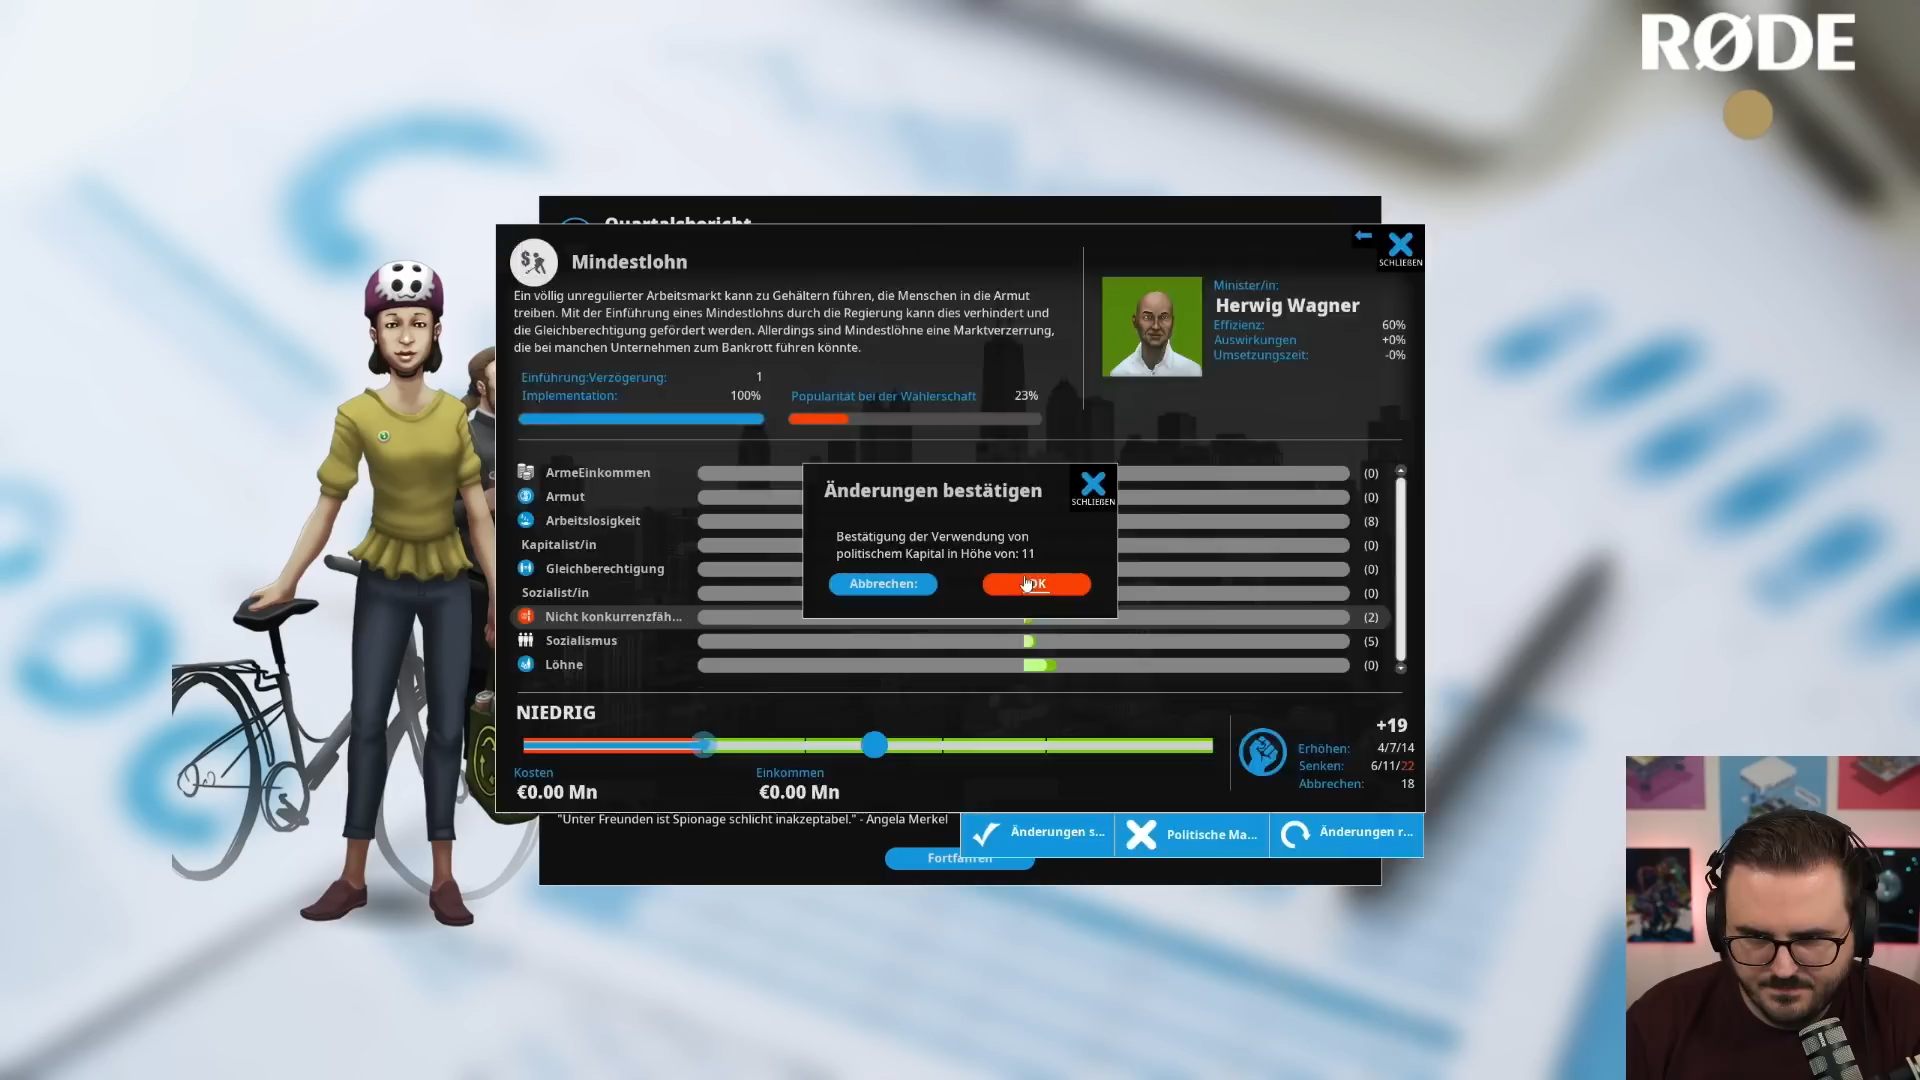 RØDE
Quartalsbericht
Mindestlohn
SCHLIEßEN
Ein völlig unregulierter Arbeitsmarkt kann zu Gehältern führen, die Menschen in die Armut
treiben. Mit der Einführung eines Mindestlohns durch die Regierung kann dies verhindert und
die Gleichberechtigung gefördert werden. Allerdings sind Mindestlöhne eine Marktverzerrung,
die bei manchen Unternehmen zum Bankrott führen könnte.
Minister/in:
Herwig Wagner
Effizienz: 60%
Auswirkungen +0%
Umsetzungszeit: -0%
Einführung:Verzögerung: 1
Implementation: 100%
Popularität bei der Wählerschaft 23%
ArmeEinkommen (0)
Armut (0)
Arbeitslosigkeit (8)
Kapitalist/in (0)
Gleichberechtigung (0)
Sozialist/in (0)
Nicht konkurrenzfäh... (2)
Sozialismus (5)
Löhne (0)
Änderungen bestätigen
SCHLIEßEN
Bestätigung der Verwendung von
politischem Kapital in Höhe von: 11
Abbrechen:
OK
NIEDRIG
Kosten
€0.00 Mn
Einkommen
€0.00 Mn
+19
Erhöhen: 4/7/14
Senken: 6/11/22
Abbrechen: 18
"Unter Freunden ist Spionage schlicht inakzeptabel." - Angela Merkel
Änderungen s...
Politische Ma...
Änderungen r...
Fortfahren